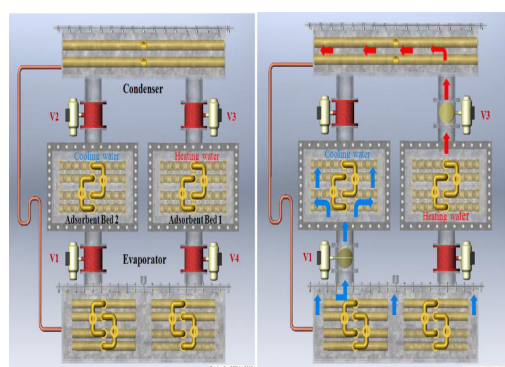 Condenser
V2
V3
Cooling water
Heating water
Adsorbent Bed 2
Adsorbent Bed 1
V1
Evaporator
V4
V3
Cooling water
Heating water
V1